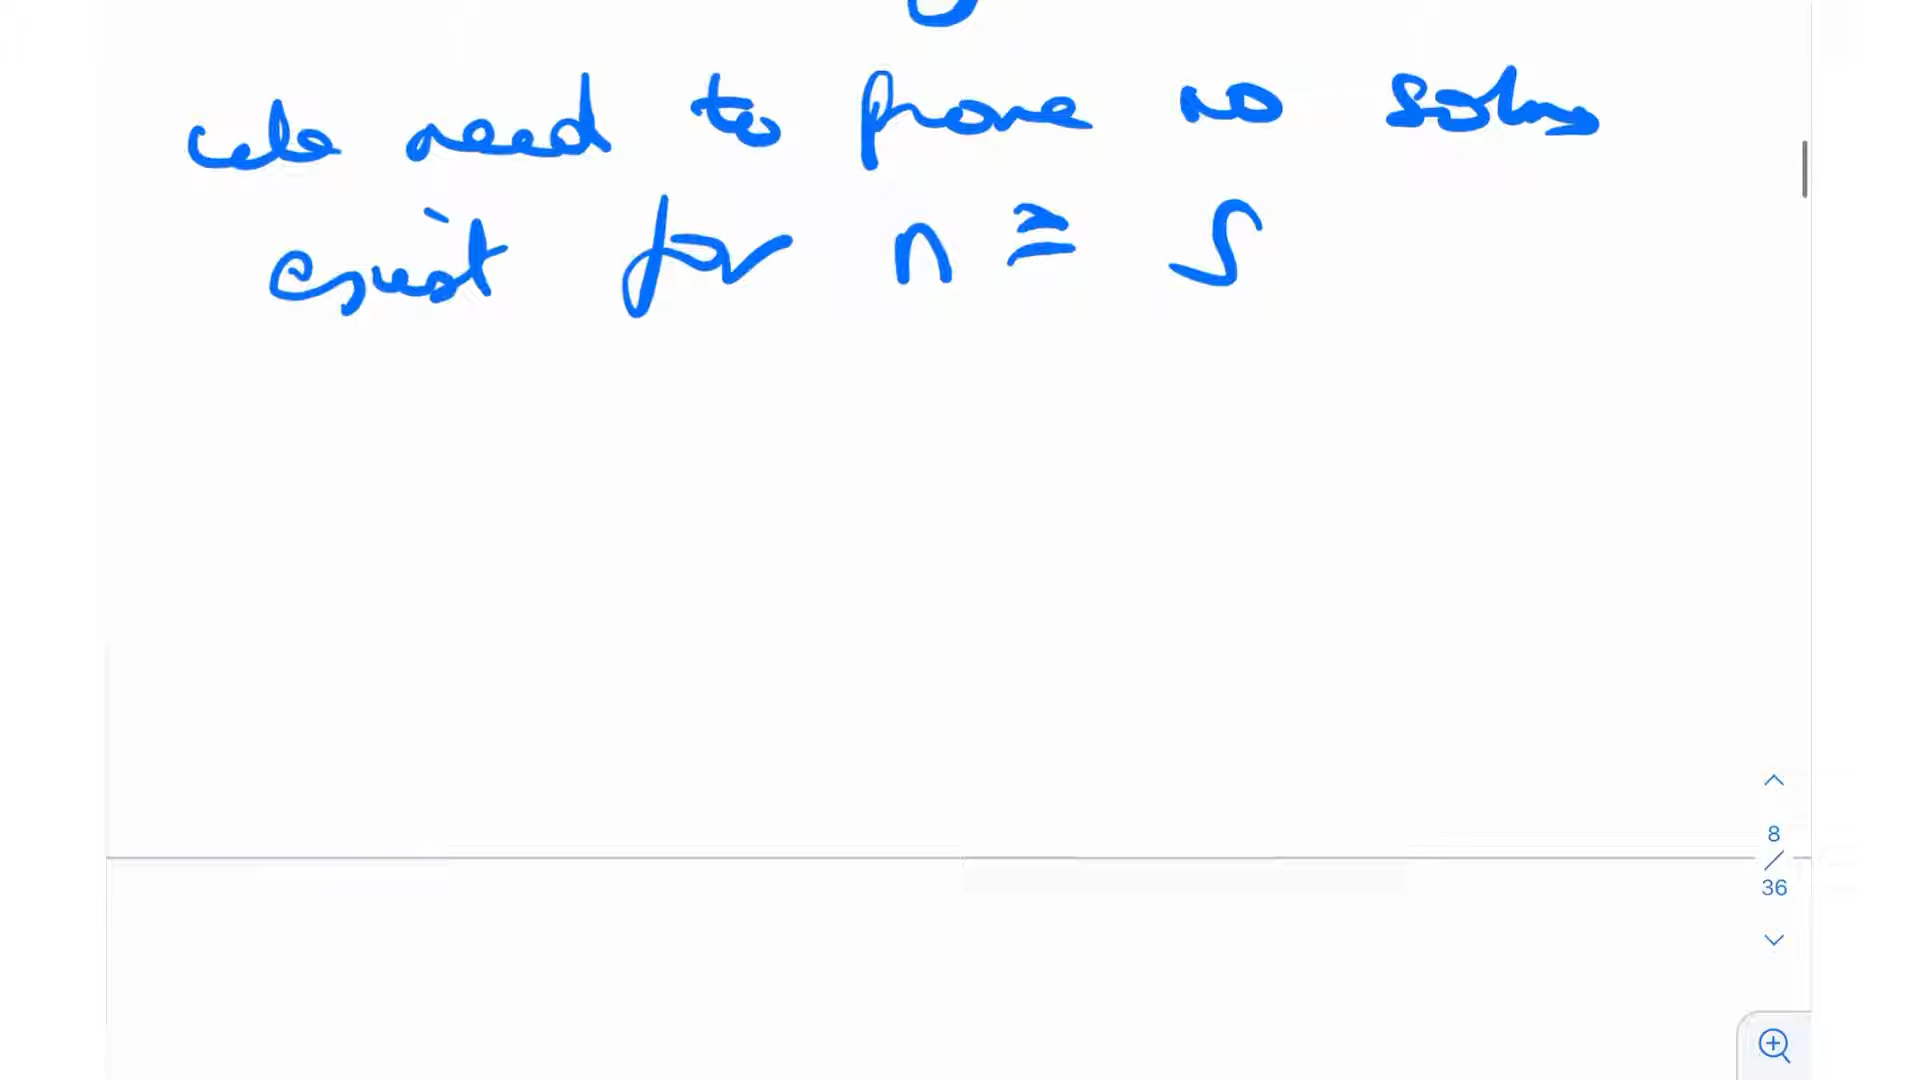 we need to prove no solns
exist for n ≥ 5
8
/
36